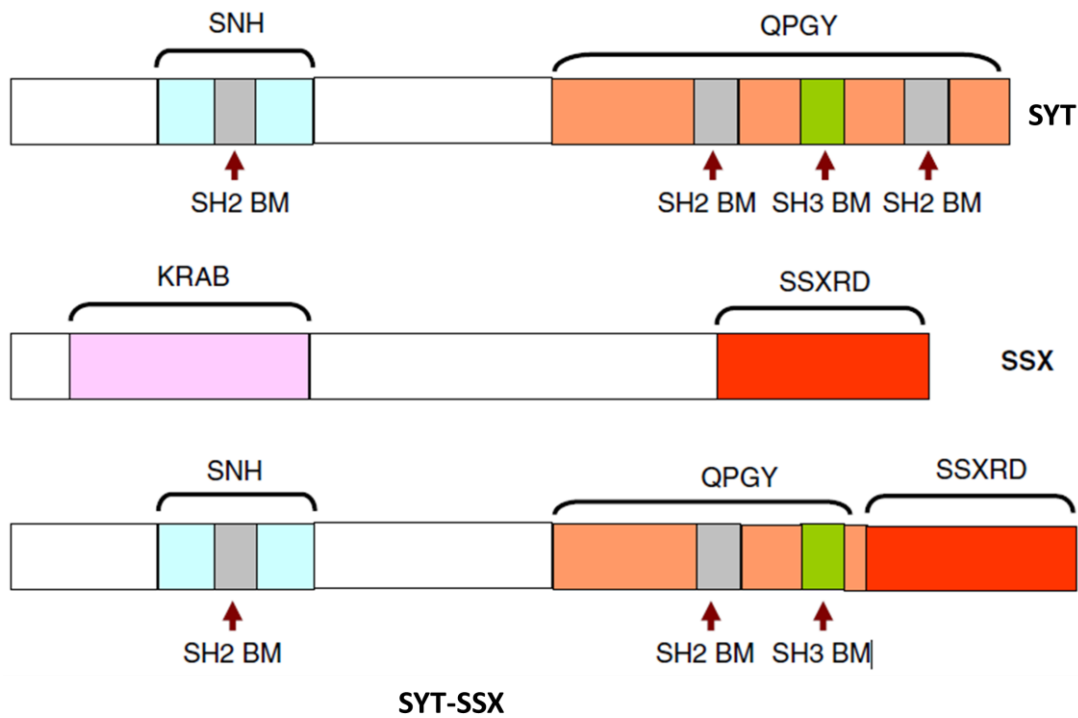 SNH QPGY
SYT
SH2 BM SH2 BM SH3 BM SH2 BM
KRAB SSXRD
SSX
SNH QPGY SSXRD
SH2 BM SH2 BM SH3 BM
SYT-SSX